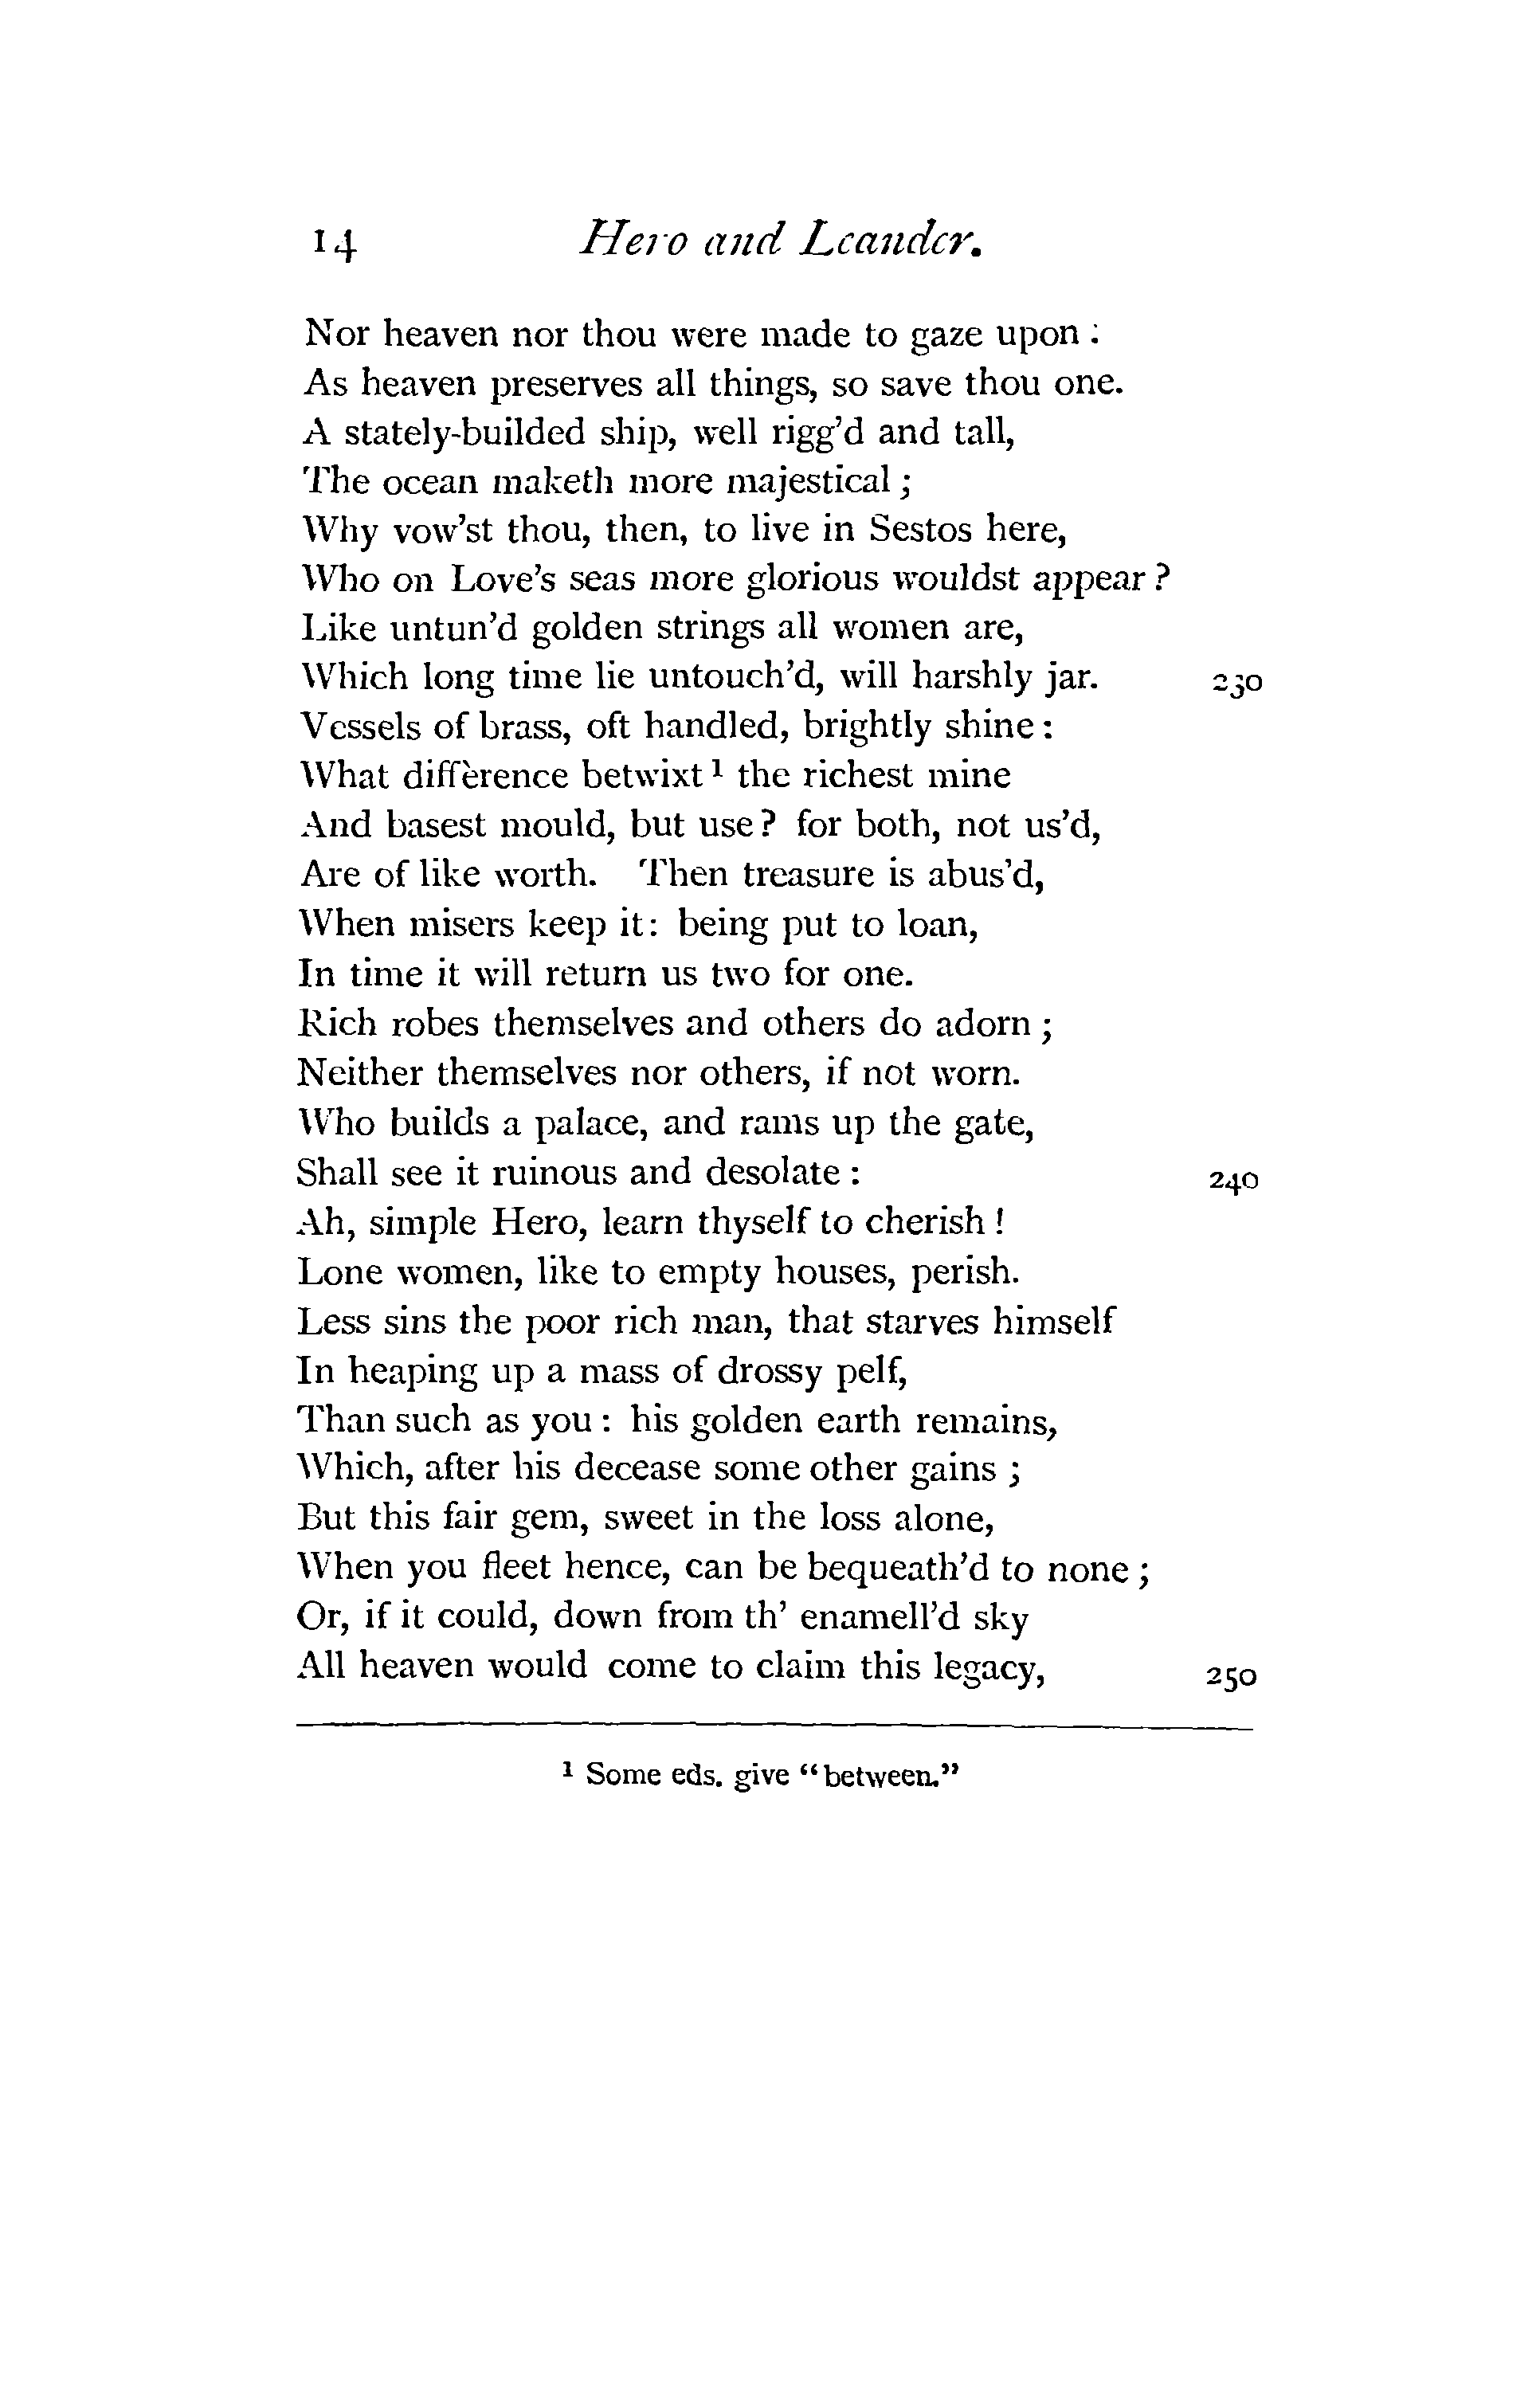 14 Hero and Leander.
Nor heaven nor thou were made to gaze upon :
As heaven preserves all things, so save thou one.
A stately-builded ship, well rigg'd and tall,
The ocean maketh more majestical ;
Why vow'st thou, then, to live in Sestos here,
Who on Love's seas more glorious wouldst appear ?
Like untun'd golden strings all women are,
Which long time lie untouch'd, will harshly jar. 230
Vessels of brass, oft handled, brightly shine :
What difference betwixt ¹ the richest mine
And basest mould, but use ? for both, not us'd,
Are of like worth. Then treasure is abus'd,
When misers keep it : being put to loan,
In time it will return us two for one.
Rich robes themselves and others do adorn ;
Neither themselves nor others, if not worn.
Who builds a palace, and rams up the gate,
Shall see it ruinous and desolate : 240
Ah, simple Hero, learn thyself to cherish !
Lone women, like to empty houses, perish.
Less sins the poor rich man, that starves himself
In heaping up a mass of drossy pelf,
Than such as you : his golden earth remains,
Which, after his decease some other gains ;
But this fair gem, sweet in the loss alone,
When you fleet hence, can be bequeath'd to none ;
Or, if it could, down from th' enamell'd sky
All heaven would come to claim this legacy, 250
¹ Some eds. give "between."